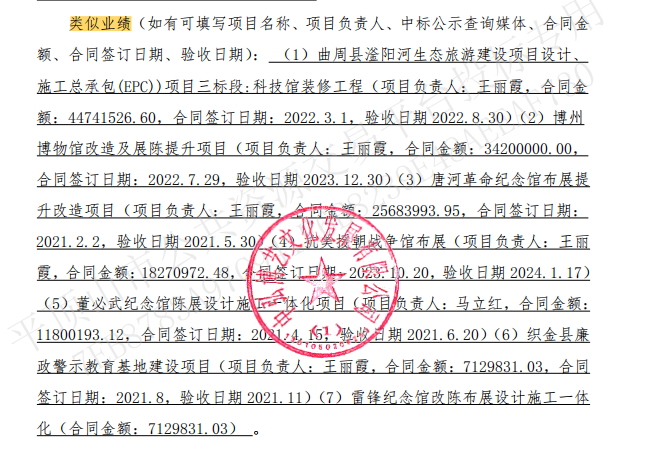 类似业绩（如有可填写项目名称、项目负责人、中标公示查询媒体、合同金
额、合同签订日期、验收日期）：（1）曲周县滏阳河生态旅游建设项目设计、
施工总承包(EPC))项目三标段:科技馆装修工程（项目负责人：王丽霞，合同金
额：44741526.60，合同签订日期：2022.3.1，验收日期 2022.8.30）（2）博州
博物馆改造及展陈提升项目（项目负责人：王丽霞，合同金额：34200000.00，
合同签订日期：2022.7.29，验收日期 2023.12.30）（3）唐河革命纪念馆布展提
升改造项目（项目负责人：王丽霞，合同金额：25683993.95，合同签订日期：
2021.2.2，验收日期 2021.5.30）（4）抗美援朝战争馆布展（项目负责人：王丽
霞，合同金额：18270972.48，合同签订日期：2023.10.20，验收日期 2024.1.17）
（5）董必武纪念馆陈展设计施工一体化项目（项目负责人：马立红，合同金额：
11800193.12，合同签订日期：2021.4.15，验收日期 2021.6.20）（6）织金县廉
政警示教育基地建设项目（项目负责人：王丽霞，合同金额：7129831.03，合同
签订日期：2021.8，验收日期 2021.11）（7）雷锋纪念馆改陈布展设计施工一体
化（合同金额：7129831.03）。
(1)